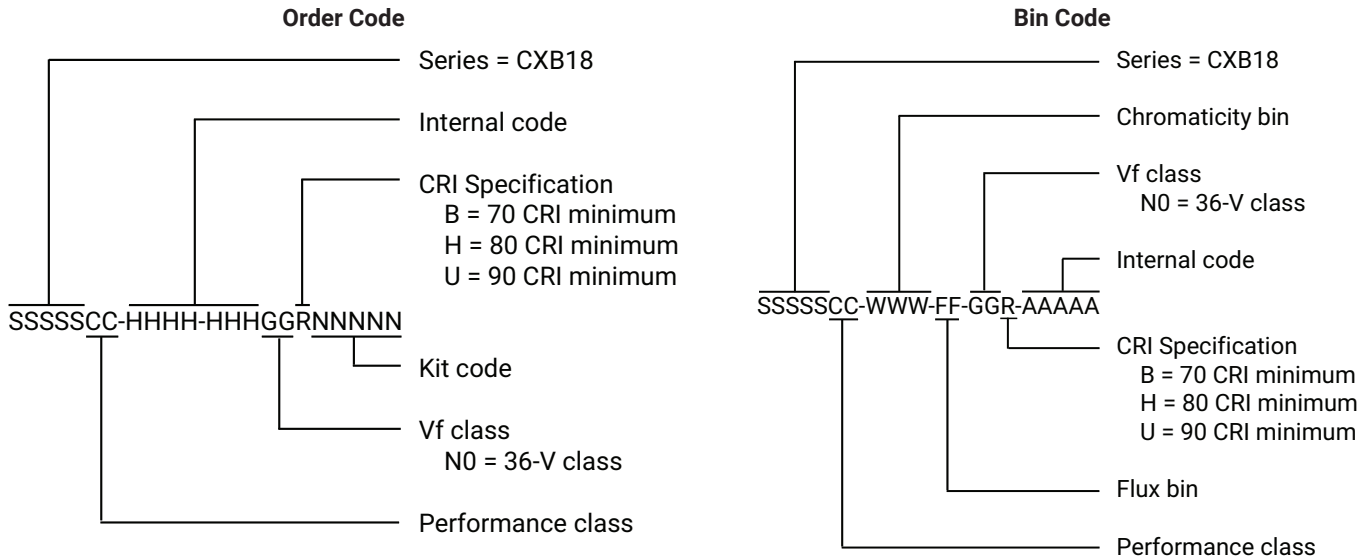 Order Code
Series = CXB18
Internal code
CRI Specification
B = 70 CRI minimum
H = 80 CRI minimum
U = 90 CRI minimum
SSSSSCC-HHHH-HHHGGRNNNNN
Kit code
Vf class
N0 = 36-V class
Performance class
Bin Code
Series = CXB18
Chromaticity bin
Vf class
N0 = 36-V class
Internal code
SSSSSCC-WWW-FF-GGR-AAAAA
CRI Specification
B = 70 CRI minimum
H = 80 CRI minimum
U = 90 CRI minimum
Flux bin
Performance class